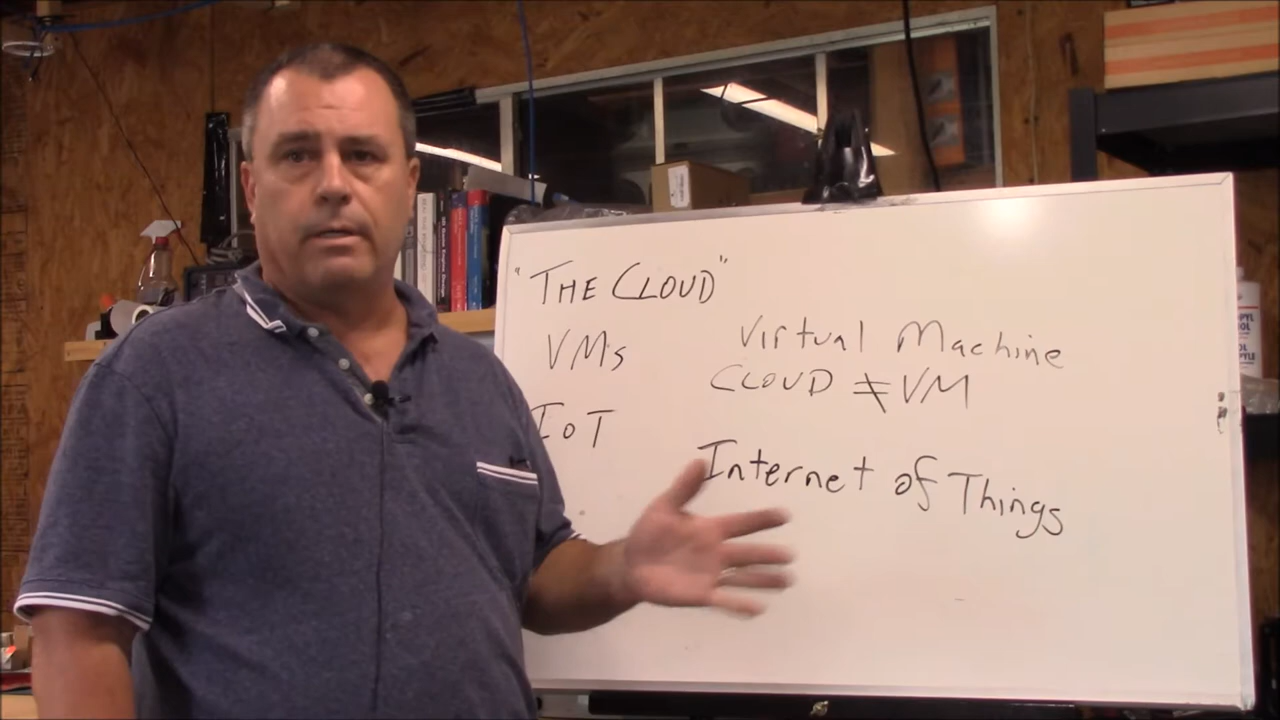 "THE CLOUD"
VMs Virtual Machine
CLOUD ≠ VM
IoT Internet of Things